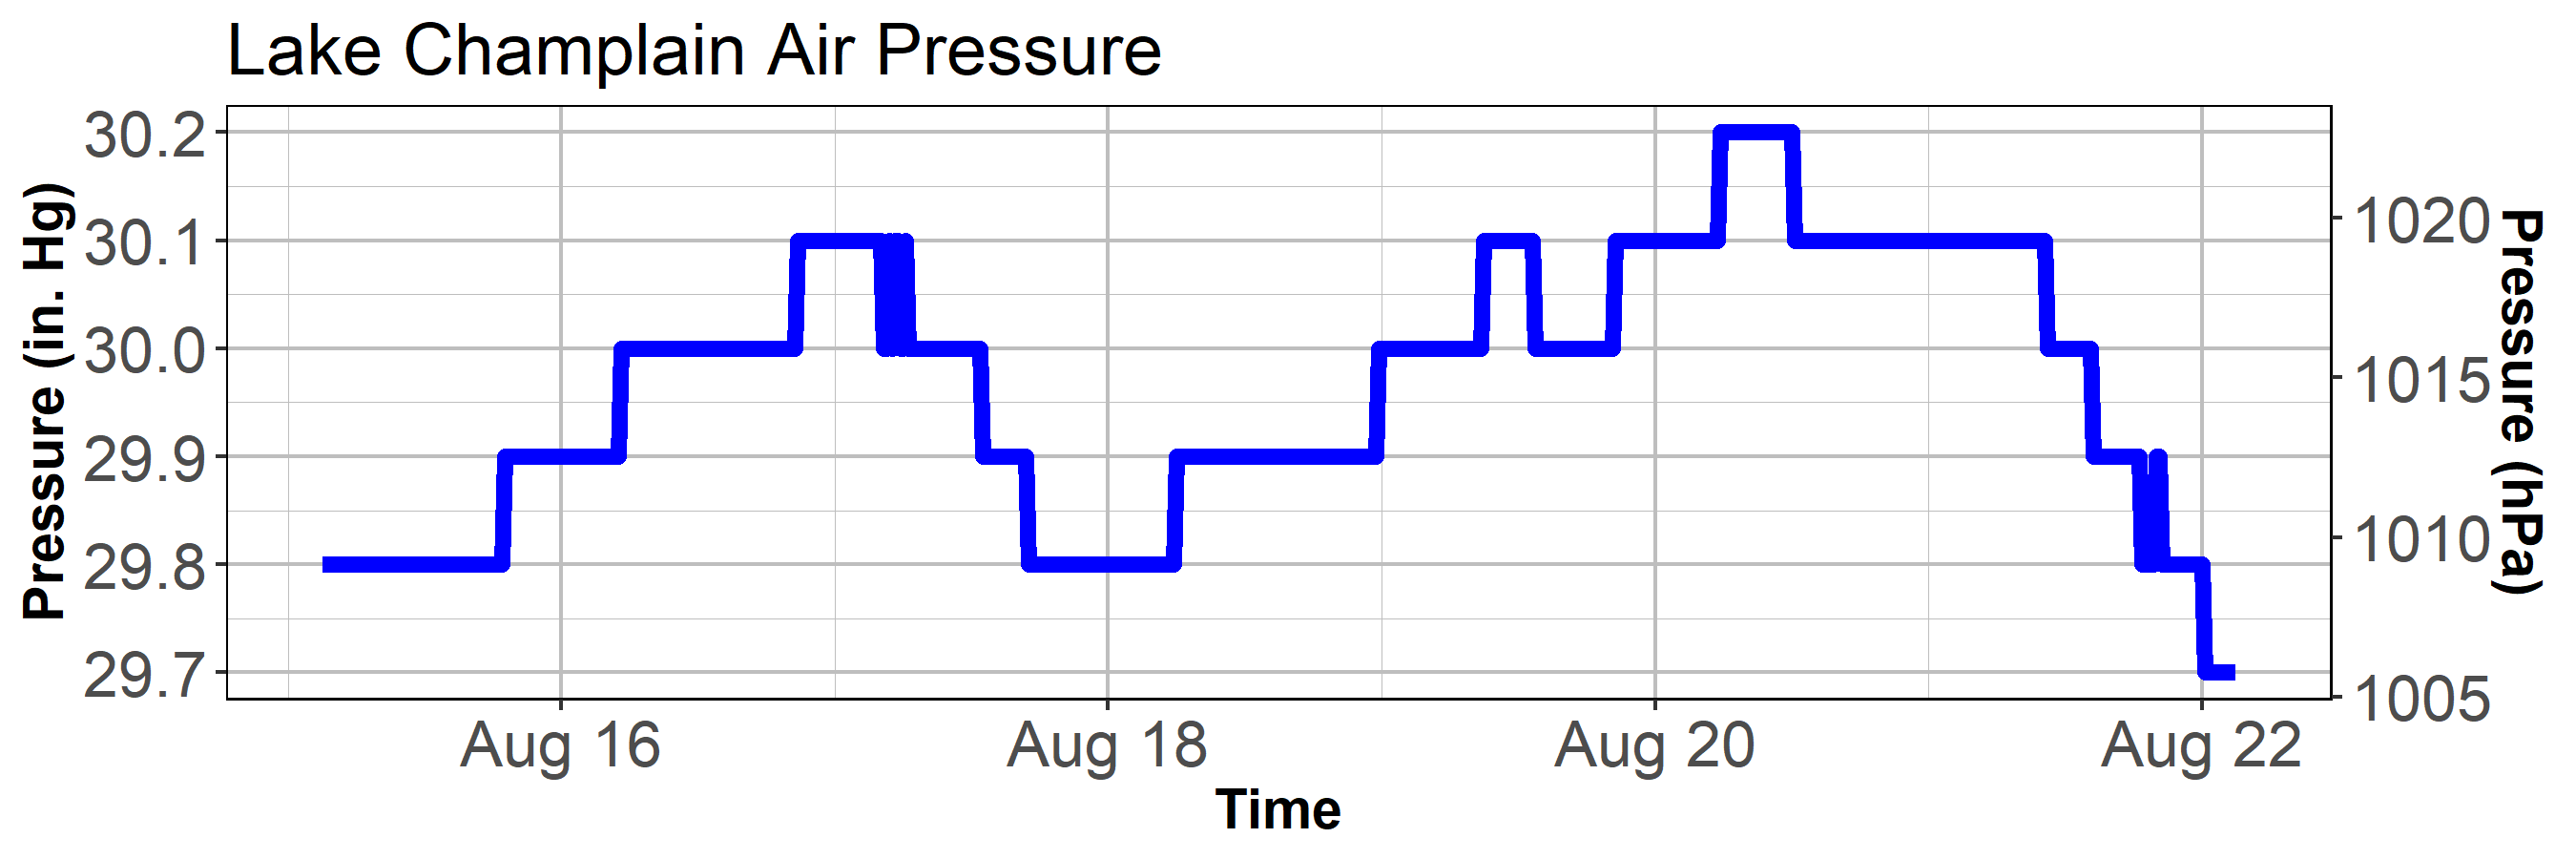 Lake Champlain Air Pressure
Pressure (in. Hg)
30.2
30.1
30.0
29.9
29.8
29.7
1020
1015
1010
1005
Pressure (hPa)
Aug 16 Aug 18 Aug 20 Aug 22
Time